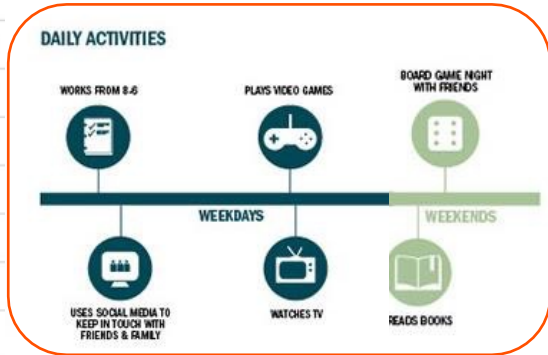 DAILY ACTIVITIES
WORKS FROM 8-6
PLAYS VIDEO GAMES
BOARD GAME NIGHT
WITH FRIENDS
WEEKDAYS
WEEKENDS
USES SOCIAL MEDIA TO
KEEP IN TOUCH WITH
FRIENDS & FAMILY
WATCHES TV
READS BOOKS